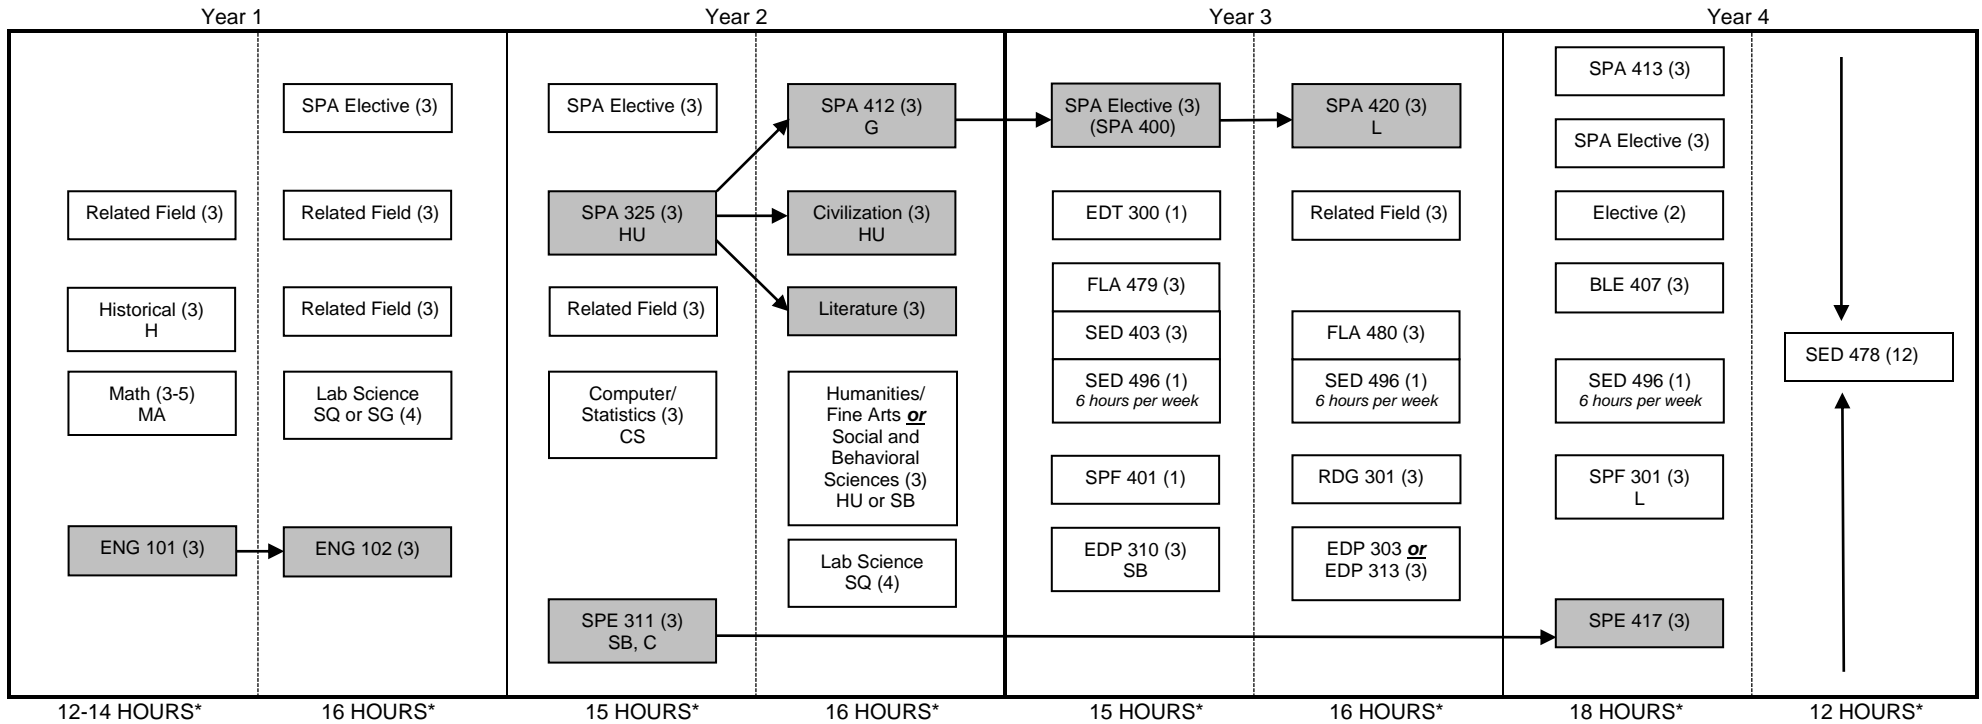 Year 1
Year 2
Year 3
Year 4
Related Field (3)
Historical (3)
H
Math (3-5)
MA
ENG 101 (3)
12-14 HOURS*
SPA Elective (3)
Related Field (3)
Related Field (3)
Lab Science
SQ or SG (4)
ENG 102 (3)
16 HOURS*
SPA Elective (3)
SPA 325 (3)
HU
Related Field (3)
Computer/
Statistics (3)
CS
SPE 311 (3)
SB, C
15 HOURS*
SPA 412 (3)
G
Civilization (3)
HU
Literature (3)
Humanities/
Fine Arts or
Social and
Behavioral
Sciences (3)
HU or SB
Lab Science
SQ (4)
16 HOURS*
SPA Elective (3)
(SPA 400)
EDT 300 (1)
FLA 479 (3)
SED 403 (3)
SED 496 (1)
6 hours per week
SPF 401 (1)
EDP 310 (3)
SB
15 HOURS*
SPA 420 (3)
L
Related Field (3)
FLA 480 (3)
SED 496 (1)
6 hours per week
RDG 301 (3)
EDP 303 or
EDP 313 (3)
16 HOURS*
SPA 413 (3)
SPA Elective (3)
Elective (2)
BLE 407 (3)
SED 496 (1)
6 hours per week
SPF 301 (3)
L
SPE 417 (3)
18 HOURS*
SED 478 (12)
12 HOURS*